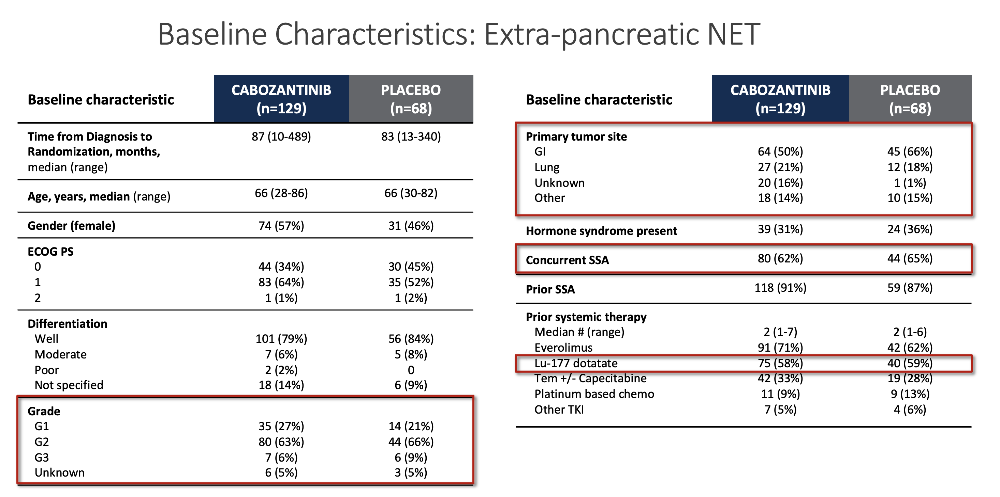 Baseline Characteristics: Extra-pancreatic NET
Baseline characteristic CABOZANTINIB (n=129) PLACEBO (n=68)
Time from Diagnosis to 87 (10-489) 83 (13-340)
Randomization, months,
median (range)
Age, years, median (range) 66 (28-86) 66 (30-82)
Gender (female) 74 (57%) 31 (46%)
ECOG PS
0 44 (34%) 30 (45%)
1 83 (64%) 35 (52%)
2 1 (1%) 1 (2%)
Differentiation
Well 101 (79%) 56 (84%)
Moderate 7 (6%) 5 (8%)
Poor 2 (2%) 0
Not specified 18 (14%) 6 (9%)
Grade
G1 35 (27%) 14 (21%)
G2 80 (63%) 44 (66%)
G3 7 (6%) 6 (9%)
Unknown 6 (5%) 3 (5%)
Baseline characteristic CABOZANTINIB (n=129) PLACEBO (n=68)
Primary tumor site
GI 64 (50%) 45 (66%)
Lung 27 (21%) 12 (18%)
Unknown 20 (16%) 1 (1%)
Other 18 (14%) 10 (15%)
Hormone syndrome present 39 (31%) 24 (36%)
Concurrent SSA 80 (62%) 44 (65%)
Prior SSA 118 (91%) 59 (87%)
Prior systemic therapy
Median # (range) 2 (1-7) 2 (1-6)
Everolimus 91 (71%) 42 (62%)
Lu-177 dotatate 75 (58%) 40 (59%)
Tem +/- Capecitabine 42 (33%) 19 (28%)
Platinum based chemo 11 (9%) 9 (13%)
Other TKI 7 (5%) 4 (6%)